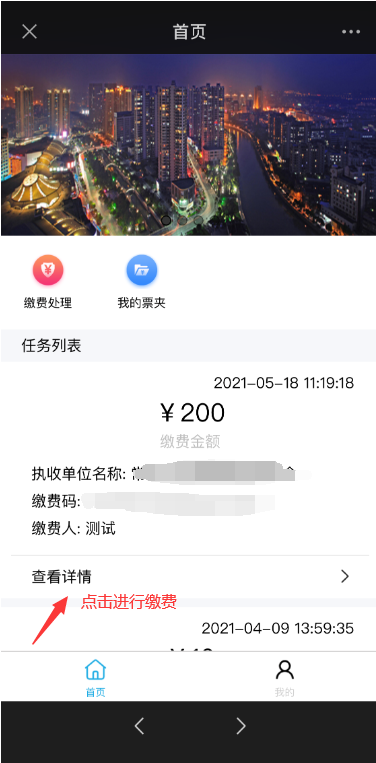 首页
缴费处理
我的票夹
任务列表
2021-05-18 11:19:18
¥200
缴费金额
执收单位名称:
缴费码:
缴费人: 测试
查看详情
点击进行缴费
2021-04-09 13:59:35
首页
我的